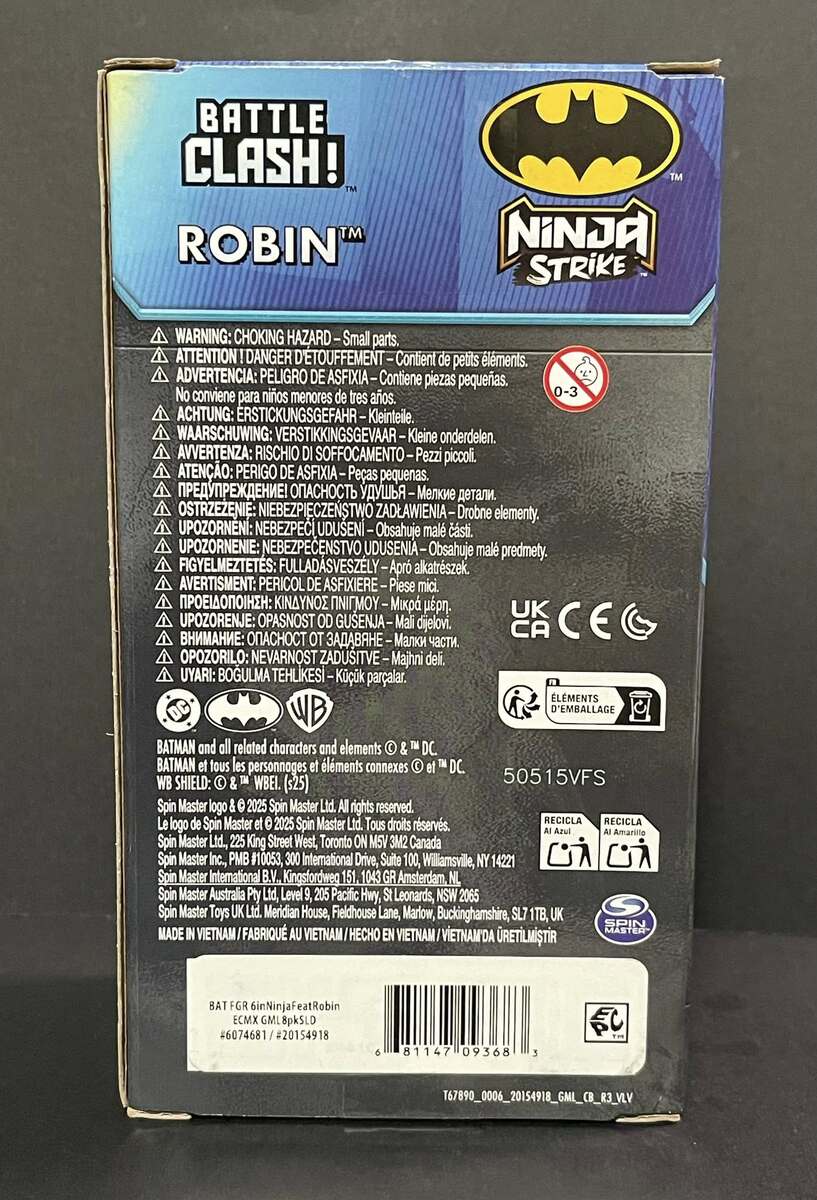 BATTLE
CLASH!™
ROBIN™
™
NINJA
STRIKE™
⚠ WARNING: CHOKING HAZARD – Small parts.
⚠ ATTENTION ! DANGER D'ÉTOUFFEMENT – Contient de petits éléments.
⚠ ADVERTENCIA: PELIGRO DE ASFIXIA – Contiene piezas pequeñas.
No conviene para niños menores de tres años.
⚠ ACHTUNG: ERSTICKUNGSGEFAHR – Kleinteile.
⚠ WAARSCHUWING: VERSTIKKINGSGEVAAR – Kleine onderdelen.
⚠ AVVERTENZA: RISCHIO DI SOFFOCAMENTO – Pezzi piccoli.
⚠ ATENÇÃO: PERIGO DE ASFIXIA – Peças pequenas.
⚠ ПРЕДУПРЕЖДЕНИЕ! ОПАСНОСТЬ УДУШЬЯ – Мелкие детали.
⚠ OSTRZEŻENIE: NIEBEZPIECZEŃSTWO ZADŁAWIENIA – Drobne elementy.
⚠ UPOZORNĚNÍ: NEBEZPEČÍ UDUŠENÍ – Obsahuje malé části.
⚠ UPOZORNENIE: NEBEZPEČENSTVO UDUSENIA – Obsahuje malé predmety.
⚠ FIGYELMEZTETÉS: FULLADÁSVESZÉLY – Apró alkatrészek.
⚠ AVERTISMENT: PERICOL DE ASFIXIERE – Piese mici.
⚠ ΠΡΟΕΙΔΟΠΟΙΗΣΗ: ΚΙΝΔΥΝΟΣ ΠΝΙΓΜΟΥ – Μικρά μέρη.
⚠ UPOZORENJE: OPASNOST OD GUŠENJA – Mali dijelovi.
⚠ ВНИМАНИЕ: ОПАСНОСТ ОТ ЗАДАВЯНЕ – Малки части.
⚠ OPOZORILO: NEVARNOST ZADUŠITVE – Majhni deli.
⚠ UYARI: BOĞULMA TEHLİKESİ – Küçük parçalar.
0-3
UK
CA CE
FR
ÉLÉMENTS
D'EMBALLAGE
DC
WB
BATMAN and all related characters and elements © & ™ DC.
BATMAN et tous les personnages et éléments connexes © et ™ DC.
WB SHIELD: © & ™ WBEI. (s25)
50515VFS
Spin Master logo & © 2025 Spin Master Ltd. All rights reserved.
Le logo de Spin Master et © 2025 Spin Master Ltd. Tous droits réservés.
Spin Master Ltd., 225 King Street West, Toronto ON M5V 3M2 Canada
Spin Master Inc., PMB #10053, 300 International Drive, Suite 100, Williamsville, NY 14221
Spin Master International B.V., Kingsfordweg 151, 1043 GR Amsterdam, NL
Spin Master Australia Pty Ltd, Level 9, 205 Pacific Hwy, St Leonards, NSW 2065
Spin Master Toys UK Ltd. Meridian House, Fieldhouse Lane, Marlow, Buckinghamshire, SL7 1TB, UK
MADE IN VIETNAM / FABRIQUÉ AU VIETNAM / HECHO EN VIETNAM / VİETNAM'DA ÜRETİLMİŞTİR
RECICLA
Al Azul
RECICLA
Al Amarillo
SPIN
MASTER™
BAT FGR 6inNinjaFeatRobin
ECMX GML8pkSLD
#6074681 / #20154918
6 81147 09368 3
EPC™
T67890_0006_20154918_GML_CB_R3_VLV